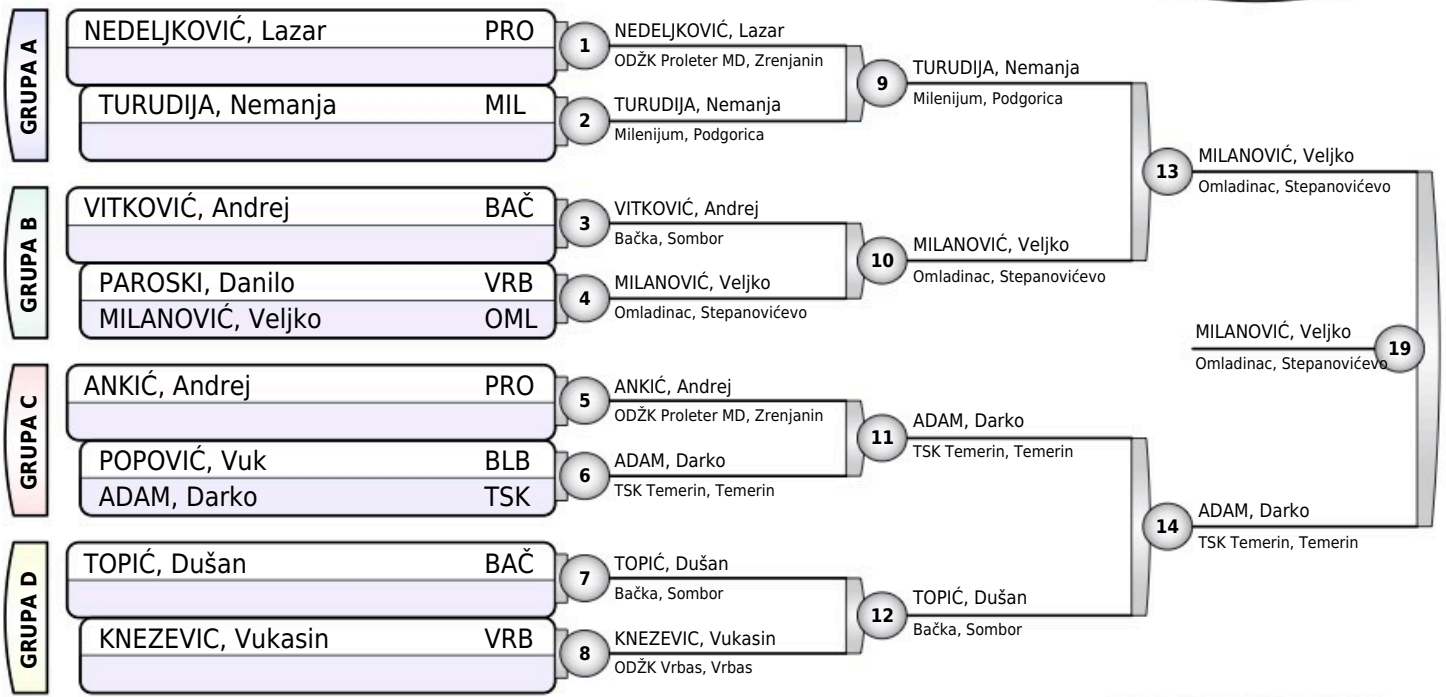 GRUPA A
NEDELJKOVIĆ, Lazar PRO
TURUDIJA, Nemanja MIL
1
NEDELJKOVIĆ, Lazar
ODŽK Proleter MD, Zrenjanin
2
TURUDIJA, Nemanja
Milenijum, Podgorica
9
TURUDIJA, Nemanja
Milenijum, Podgorica
GRUPA B
VITKOVIĆ, Andrej BAČ
PAROSKI, Danilo VRB
MILANOVIĆ, Veljko OML
3
VITKOVIĆ, Andrej
Bačka, Sombor
4
MILANOVIĆ, Veljko
Omladinac, Stepanovićevo
10
MILANOVIĆ, Veljko
Omladinac, Stepanovićevo
13
MILANOVIĆ, Veljko
Omladinac, Stepanovićevo
GRUPA C
ANKIĆ, Andrej PRO
POPOVIĆ, Vuk BLB
ADAM, Darko TSK
5
ANKIĆ, Andrej
ODŽK Proleter MD, Zrenjanin
6
ADAM, Darko
TSK Temerin, Temerin
11
ADAM, Darko
TSK Temerin, Temerin
GRUPA D
TOPIĆ, Dušan BAČ
KNEZEVIC, Vukasin VRB
7
TOPIĆ, Dušan
Bačka, Sombor
8
KNEZEVIC, Vukasin
ODŽK Vrbas, Vrbas
12
TOPIĆ, Dušan
Bačka, Sombor
14
ADAM, Darko
TSK Temerin, Temerin
MILANOVIĆ, Veljko
Omladinac, Stepanovićevo
19